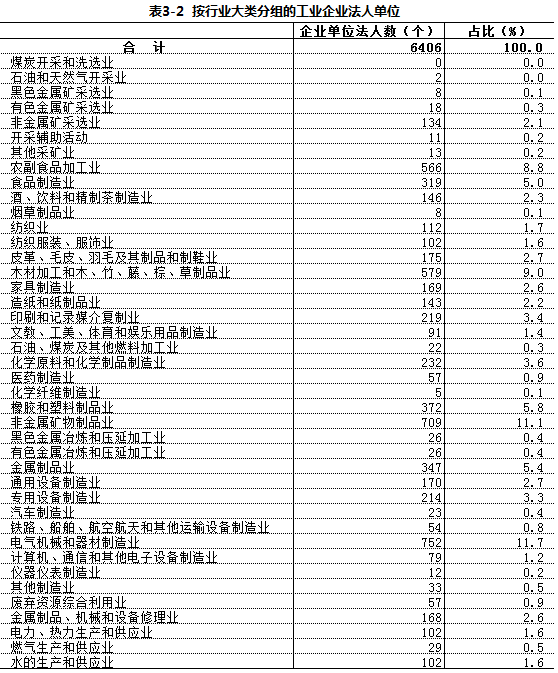 表3-2 按行业大类分组的工业企业法人单位
企业单位法人数（个） 占比（%）
合 计 6406 100.0
煤炭开采和洗选业 0 0.0
石油和天然气开采业 2 0.0
黑色金属矿采选业 8 0.1
有色金属矿采选业 18 0.3
非金属矿采选业 134 2.1
开采辅助活动 11 0.2
其他采矿业 13 0.2
农副食品加工业 566 8.8
食品制造业 319 5.0
酒、饮料和精制茶制造业 146 2.3
烟草制品业 8 0.1
纺织业 112 1.7
纺织服装、服饰业 102 1.6
皮革、毛皮、羽毛及其制品和制鞋业 175 2.7
木材加工和木、竹、藤、棕、草制品业 579 9.0
家具制造业 169 2.6
造纸和纸制品业 143 2.2
印刷和记录媒介复制业 219 3.4
文教、工美、体育和娱乐用品制造业 91 1.4
石油、煤炭及其他燃料加工业 22 0.3
化学原料和化学制品制造业 232 3.6
医药制造业 57 0.9
化学纤维制造业 5 0.1
橡胶和塑料制品业 372 5.8
非金属矿物制品业 709 11.1
黑色金属冶炼和压延加工业 26 0.4
有色金属冶炼和压延加工业 26 0.4
金属制品业 347 5.4
通用设备制造业 170 2.7
专用设备制造业 214 3.3
汽车制造业 23 0.4
铁路、船舶、航空航天和其他运输设备制造业 54 0.8
电气机械和器材制造业 752 11.7
计算机、通信和其他电子设备制造业 79 1.2
仪器仪表制造业 12 0.2
其他制造业 33 0.5
废弃资源综合利用业 57 0.9
金属制品、机械和设备修理业 168 2.6
电力、热力生产和供应业 102 1.6
燃气生产和供应业 29 0.5
水的生产和供应业 102 1.6